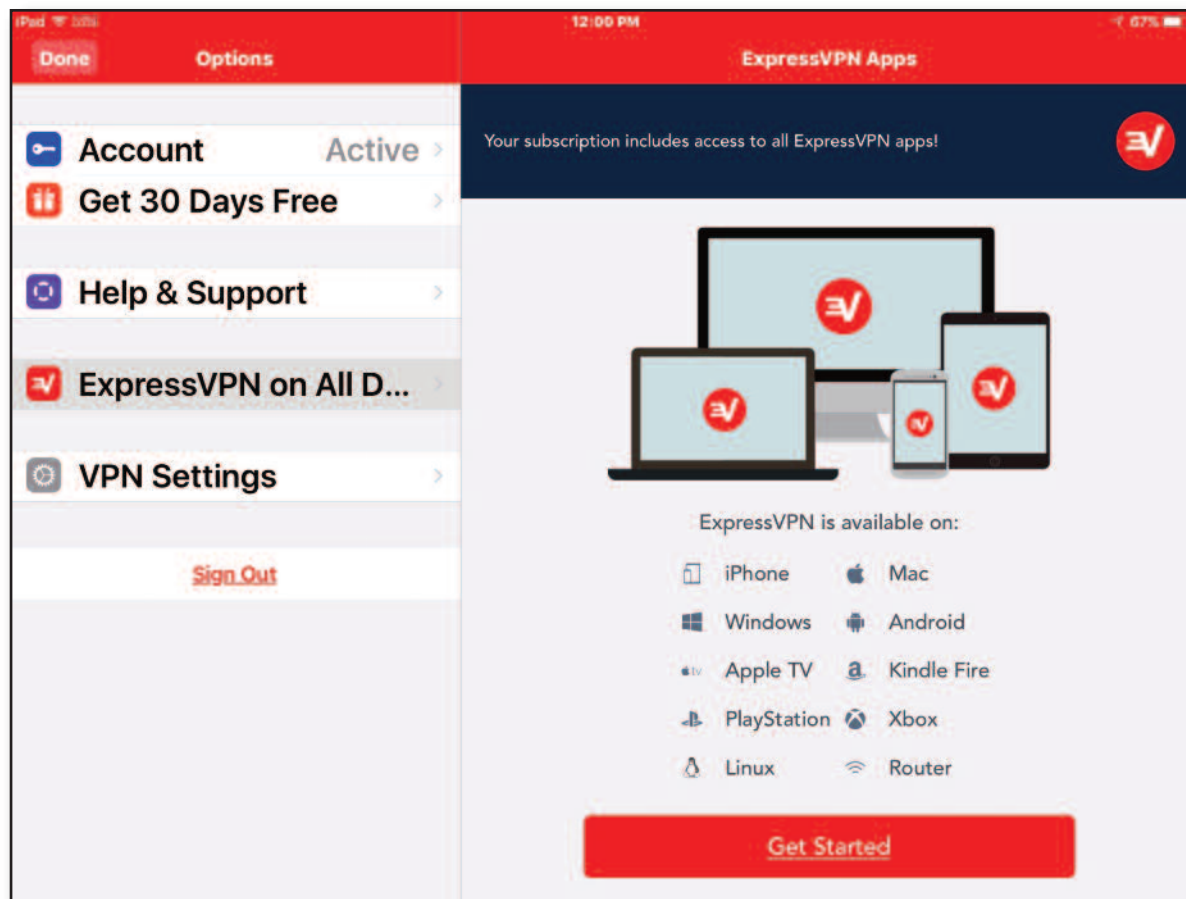 iPad
12:00 PM
67%
Done
Options
ExpressVPN Apps
Account
Active
Get 30 Days Free
Help & Support
ExpressVPN on All D...
VPN Settings
Sign Out
Your subscription includes access to all ExpressVPN apps!
ExpressVPN is available on:
iPhone
Mac
Windows
Android
tv
Apple TV
Kindle Fire
PlayStation
Xbox
Linux
Router
Get Started